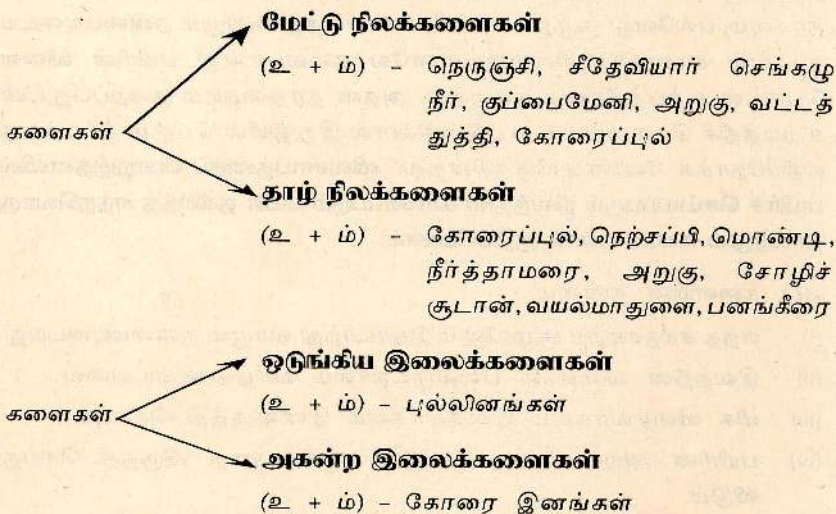 மேட்டு நிலக்களைகள்
(உ + ம்) – நெருஞ்சி, சீதேவியார் செங்கழு
நீர், குப்பைமேனி, அறுகு, வட்டத்
துத்தி, கோரைப்புல்
களைகள்
தாழ் நிலக்களைகள்
(உ + ம்) – கோரைப்புல், நெற்சப்பி, மொண்டி,
நீர்த்தாமரை, அறுகு, சோழிச்
சூடான், வயல்மாதுளை, பனங்கீரை
ஒடுங்கிய இலைக்களைகள்
(உ + ம்) – புல்லினங்கள்
களைகள்
அகன்ற இலைக்களைகள்
(உ + ம்) – கோரை இனங்கள்